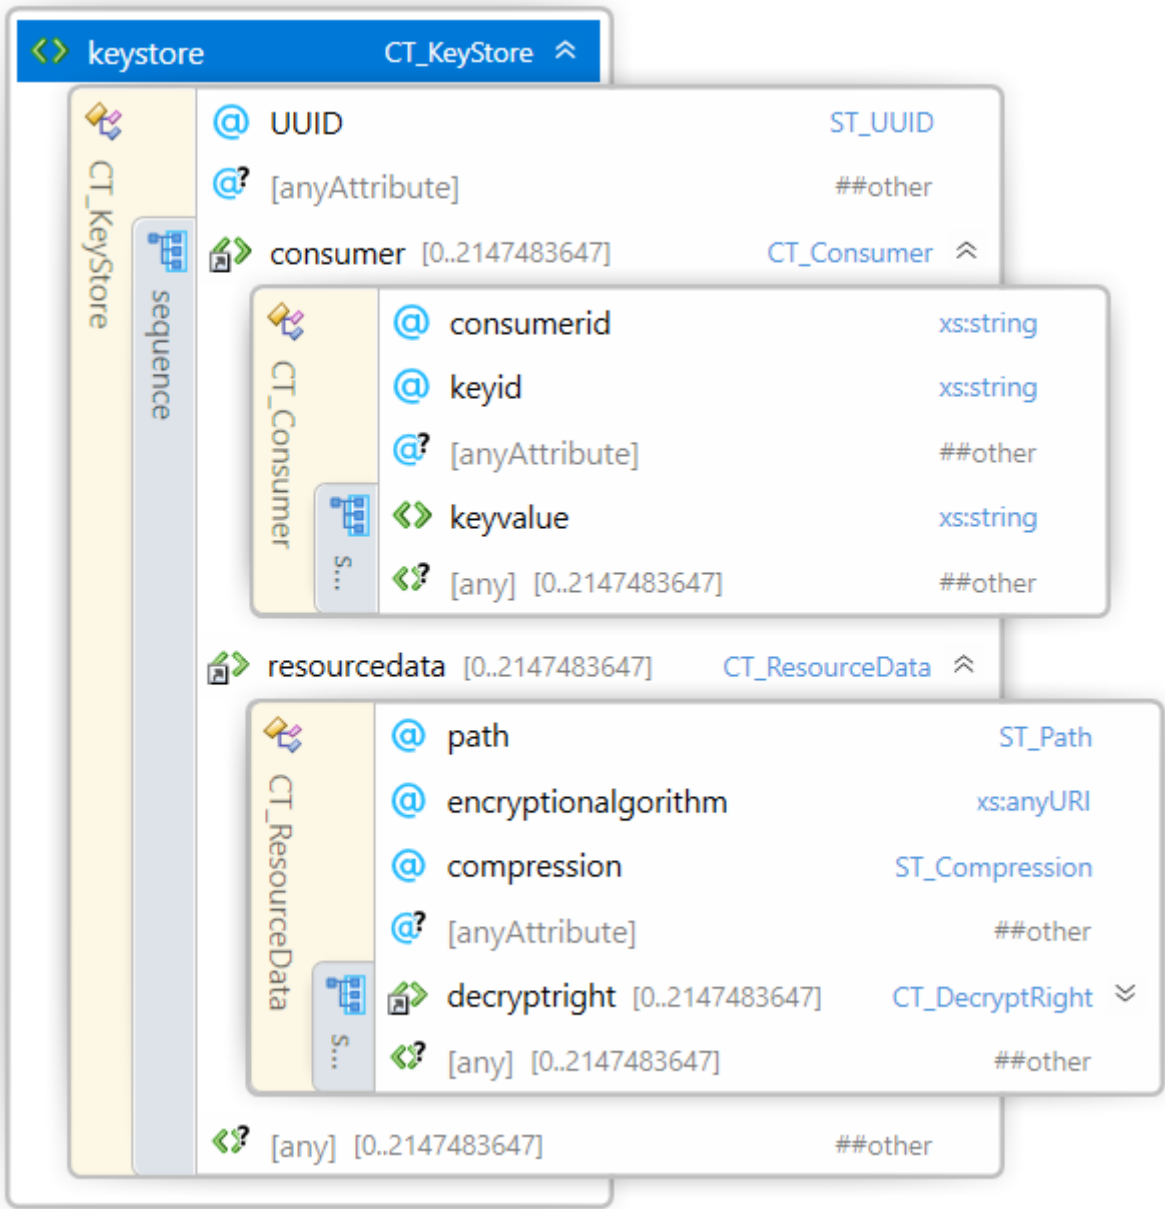 keystore CT_KeyStore
CT_KeyStore
sequence
@ UUID ST_UUID
@? [anyAttribute] ##other
consumer [0..2147483647] CT_Consumer
CT_Consumer
s...
@ consumerid xs:string
@ keyid xs:string
@? [anyAttribute] ##other
keyvalue xs:string
? [any] [0..2147483647] ##other
resourcedata [0..2147483647] CT_ResourceData
CT_ResourceData
s...
@ path ST_Path
@ encryptionalgorithm xs:anyURI
@ compression ST_Compression
@? [anyAttribute] ##other
decryptright [0..2147483647] CT_DecryptRight
? [any] [0..2147483647] ##other
? [any] [0..2147483647] ##other